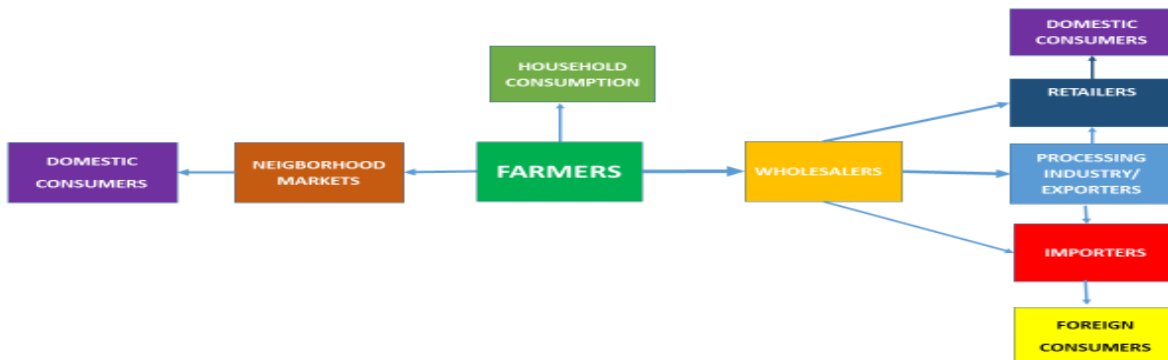 DOMESTIC
CONSUMERS
HOUSEHOLD
CONSUMPTION
RETAILERS
DOMESTIC
CONSUMERS
NEIGBORHOOD
MARKETS
FARMERS
WHOLESALERS
PROCESSING
INDUSTRY/
EXPORTERS
IMPORTERS
FOREIGN
CONSUMERS